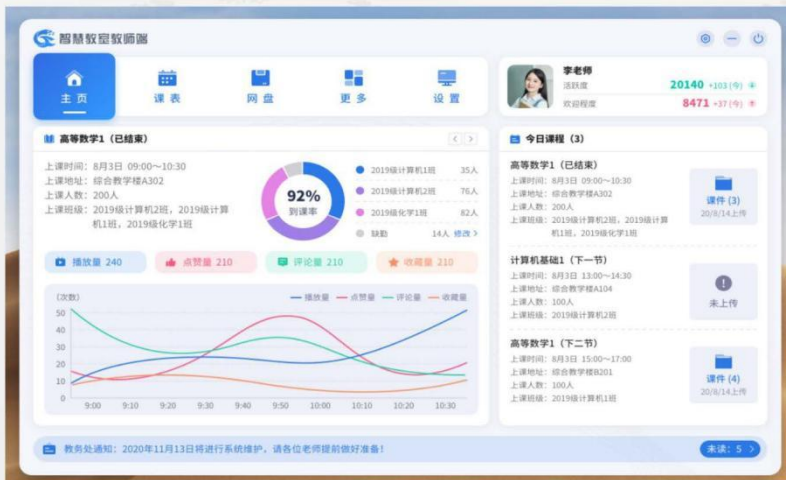 智慧教室教师端
主页
课表
网盘
更多
设置
李老师
活跃度
20140 +103 (今)
欢迎程度
8471 +37 (今)
高等数学1（已结束）
上课时间：8月3日 09:00～10:30
上课地址：综合教学楼A302
上课人数：200人
上课班级：2019级计算机2班，2019级计算
机1班，2019级化学1班
92%
到课率
2019级计算机1班 35人
2019级计算机2班 76人
2019级化学1班 82人
缺勤 14人 修改 >
播放量 240
点赞量 210
评论量 210
收藏量 210
(次数)
播放量 点赞量 评论量 收藏量
50
40
30
20
10
0
9:00 9:10 9:20 9:30 9:40 9:50 10:00 10:10 10:20 10:30
今日课程（3）
高等数学1（已结束）
上课时间：8月3日 09:00～10:30
上课地址：综合教学楼A302
上课人数：200人
上课班级：2019级计算机2班，2019级计算
机1班，2019级化学1班
课件 (3)
20/8/14上传
计算机基础1（下一节）
上课时间：8月3日 13:00～14:30
上课地址：综合教学楼A104
上课人数：100人
上课班级：2019级计算机2班
未上传
高等数学1（下二节）
上课时间：8月3日 15:00～17:00
上课地址：综合教学楼B201
上课人数：100人
上课班级：2019级计算机1班
课件 (4)
20/8/14上传
教务处通知：2020年11月13日将进行系统维护，请各位老师提前做好准备！
未读：5 >